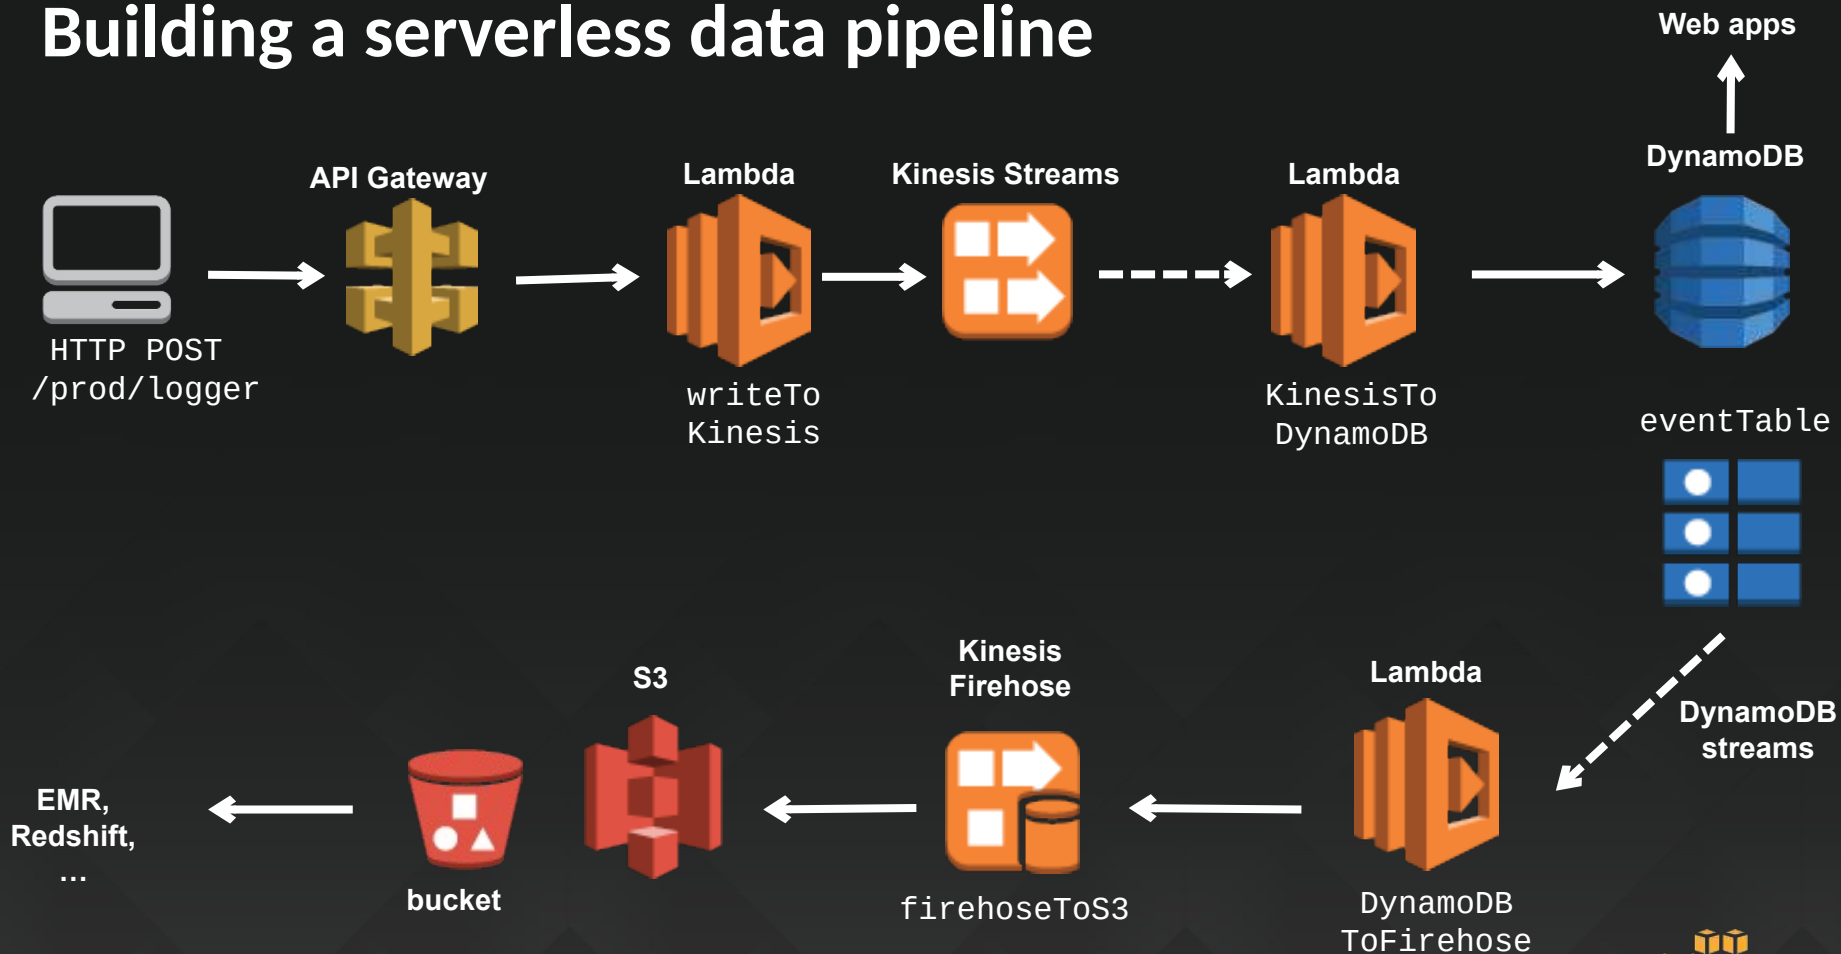 Building a serverless data pipeline
Web apps
DynamoDB
API Gateway
Lambda
Kinesis Streams
Lambda
HTTP POST
/prod/logger
writeTo
Kinesis
KinesisTo
DynamoDB
eventTable
DynamoDB
streams
Lambda
DynamoDB
ToFirehose
Kinesis
Firehose
firehoseToS3
S3
bucket
EMR,
Redshift,
...